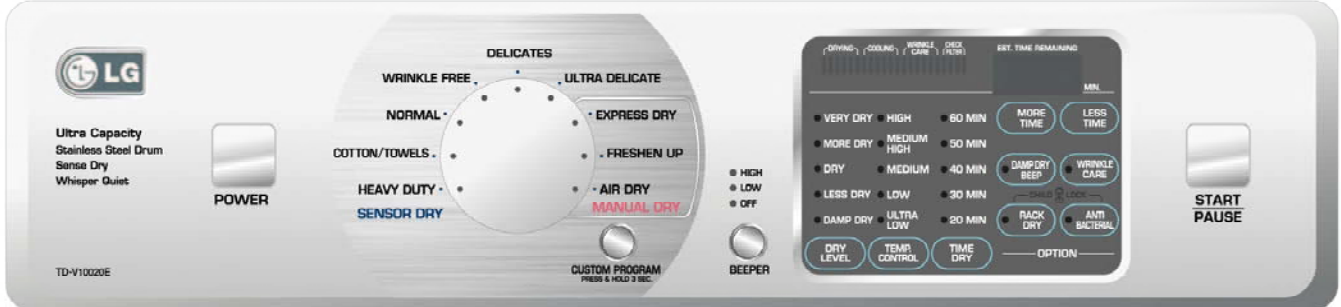 LG
Ultra Capacity
Stainless Steel Drum
Sense Dry
Whisper Quiet
TD-V10020E
POWER
DELICATES
WRINKLE FREE
ULTRA DELICATE
NORMAL
EXPRESS DRY
COTTON/TOWELS
FRESHEN UP
HEAVY DUTY
AIR DRY
SENSOR DRY
MANUAL DRY
CUSTOM PROGRAM
PRESS & HOLD 3 SEC.
HIGH
LOW
OFF
BEEPER
DRYING
COOLING
WRINKLE
CARE
CHECK
FILTER
EST. TIME REMAINING
MIN.
VERY DRY
HIGH
60 MIN
MORE DRY
MEDIUM
HIGH
50 MIN
DRY
MEDIUM
40 MIN
LESS DRY
LOW
30 MIN
DAMP DRY
ULTRA
LOW
20 MIN
DRY
LEVEL
TEMP.
CONTROL
TIME
DRY
MORE
TIME
LESS
TIME
DAMP DRY
BEEP
WRINKLE
CARE
CHILD LOCK
RACK
DRY
ANTI
BACTERIAL
OPTION
START
PAUSE